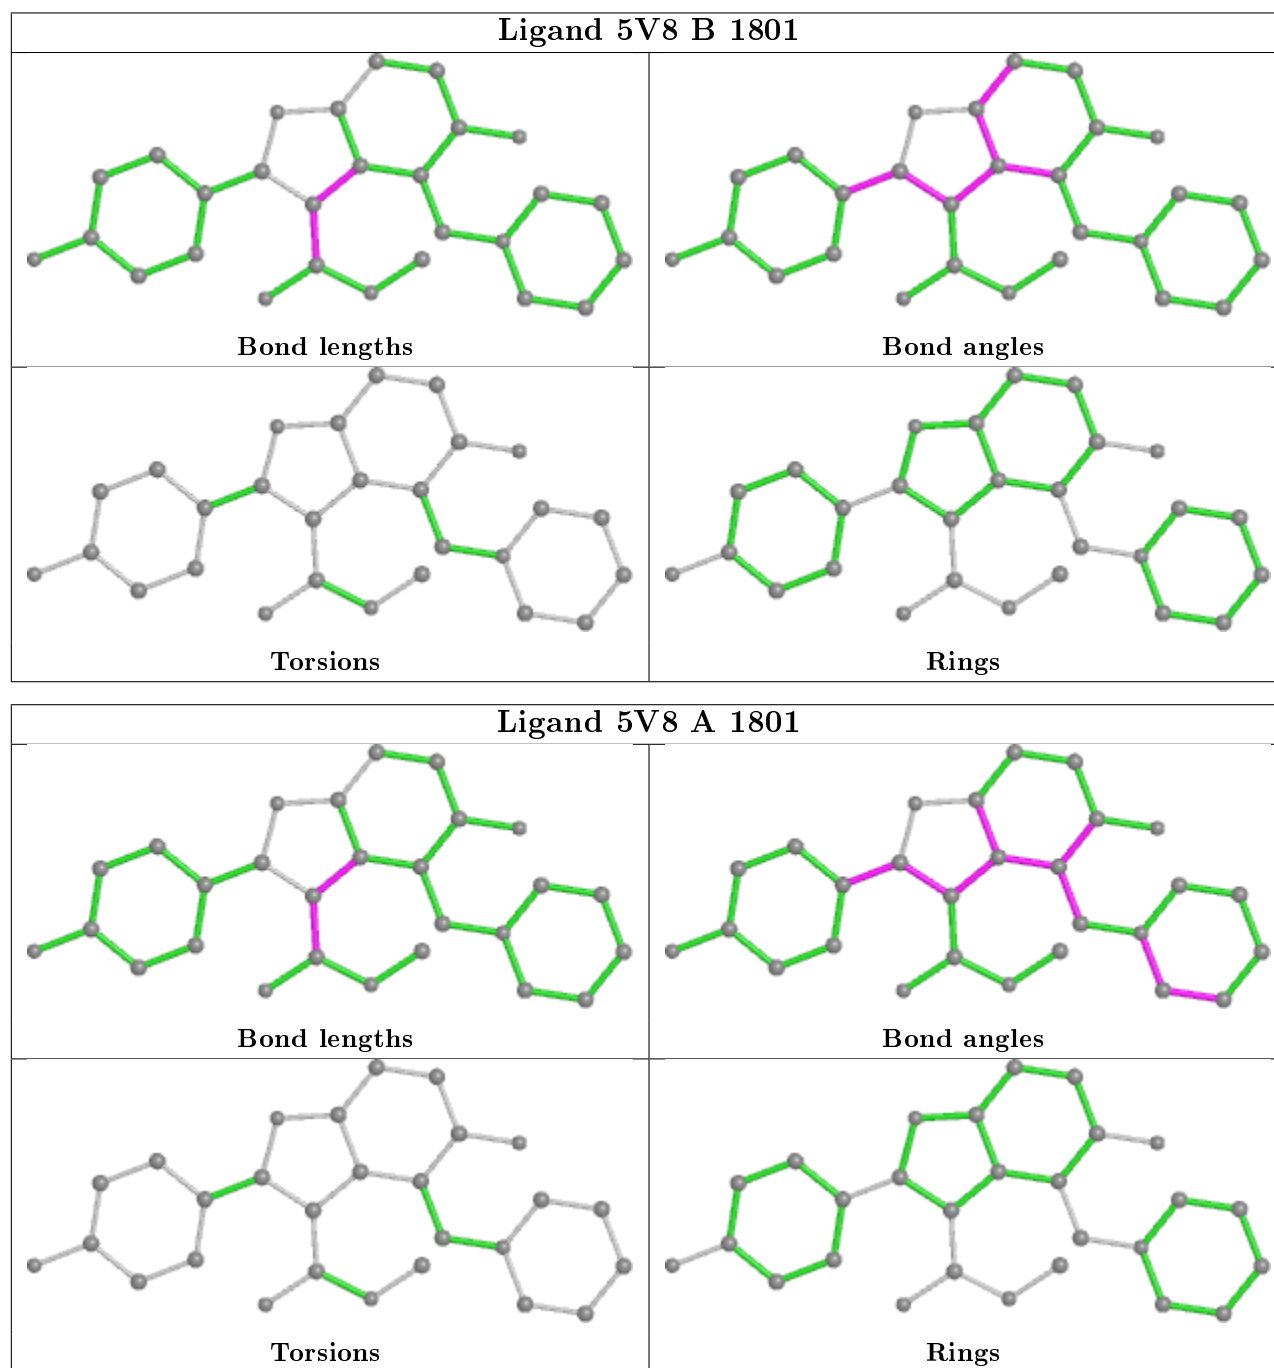 Ligand 5V8 B 1801
Bond lengths
Bond angles
Torsions
Rings
Ligand 5V8 A 1801
Bond lengths
Bond angles
Torsions
Rings